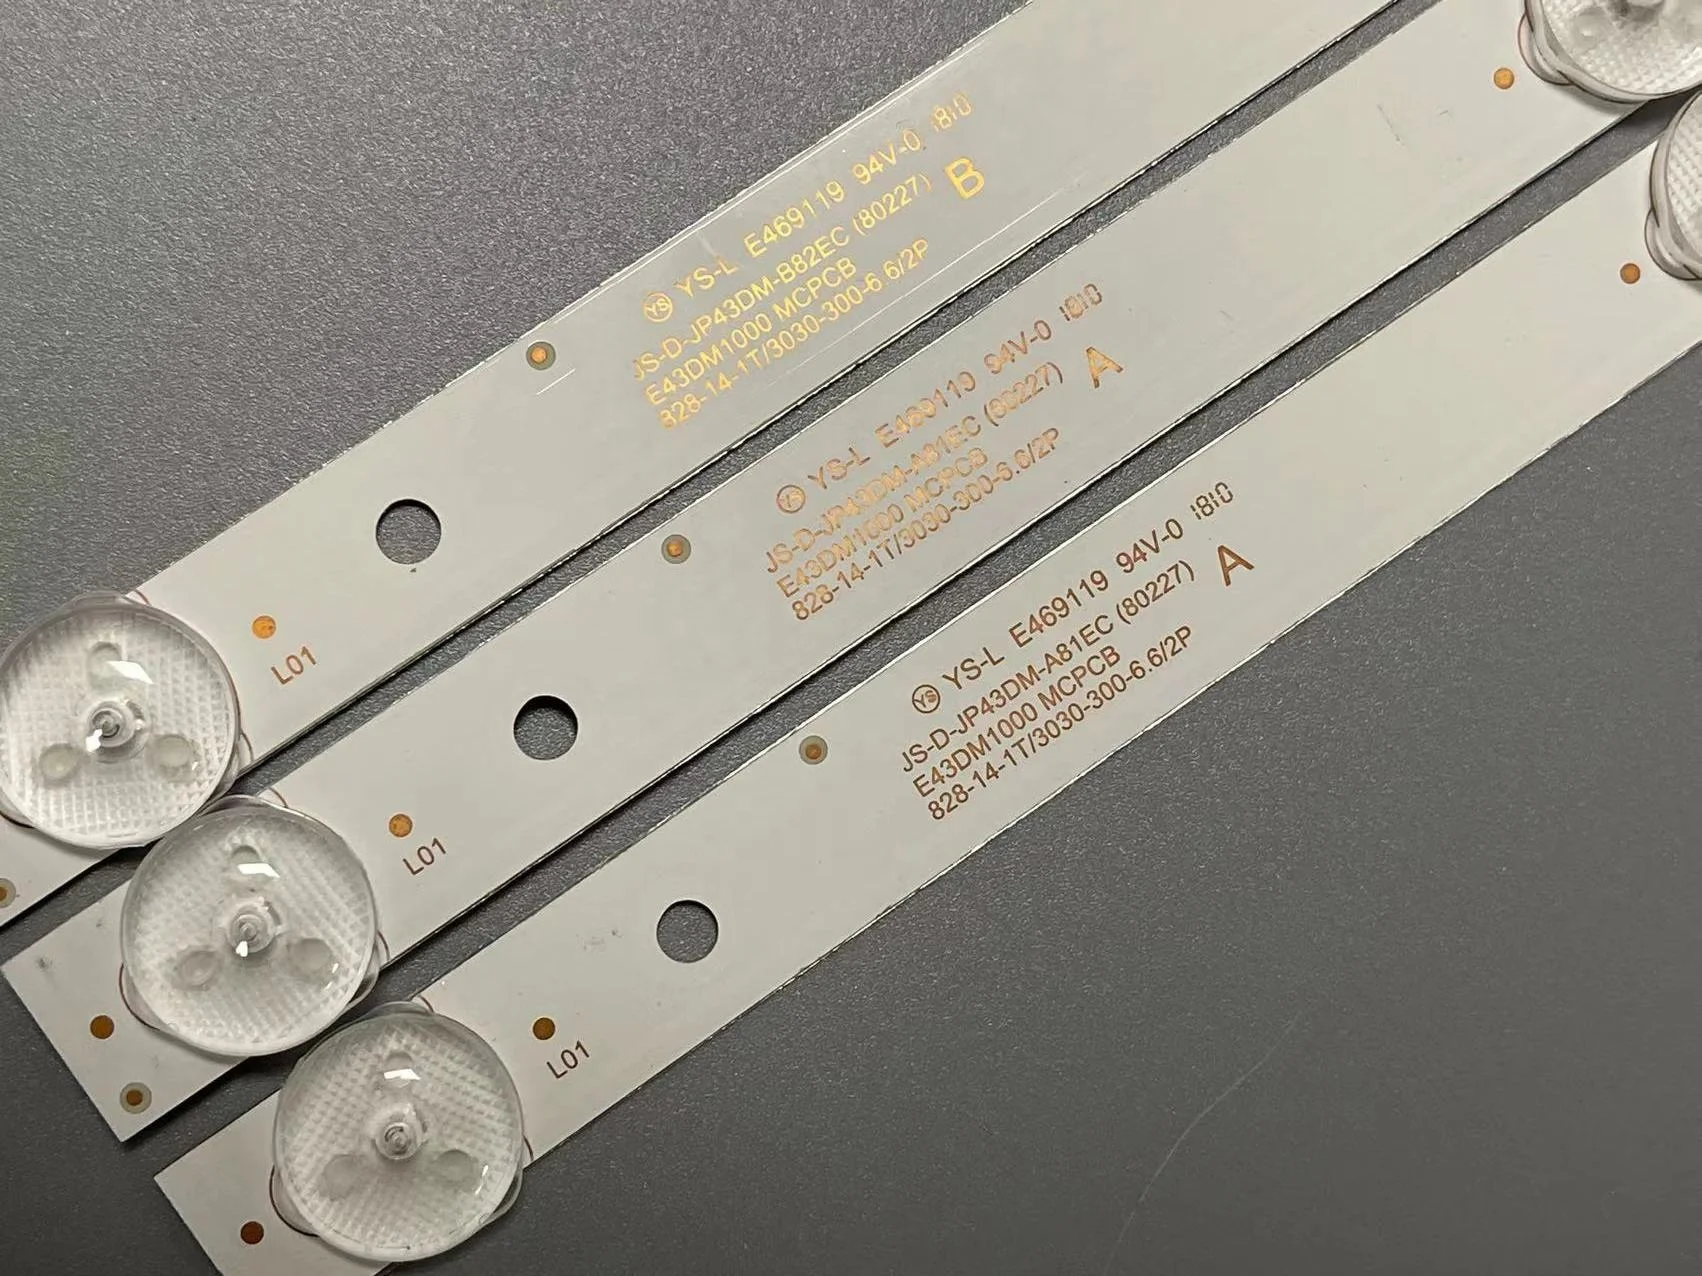 YS YS-L E469119 94V-0 1810
JS-D-JP43DM-B82EC (80227) B
E43DM1000 MCPCB
828-14-1T/3030-300-6.6/2P
L01
YS YS-L E469119 94V-0 1810
JS-D-JP43DM-A81EC (80227) A
E43DM1000 MCPCB
828-14-1T/3030-300-6.6/2P
L01
YS YS-L E469119 94V-0 1810
JS-D-JP43DM-A81EC (80227) A
E43DM1000 MCPCB
828-14-1T/3030-300-6.6/2P
L01